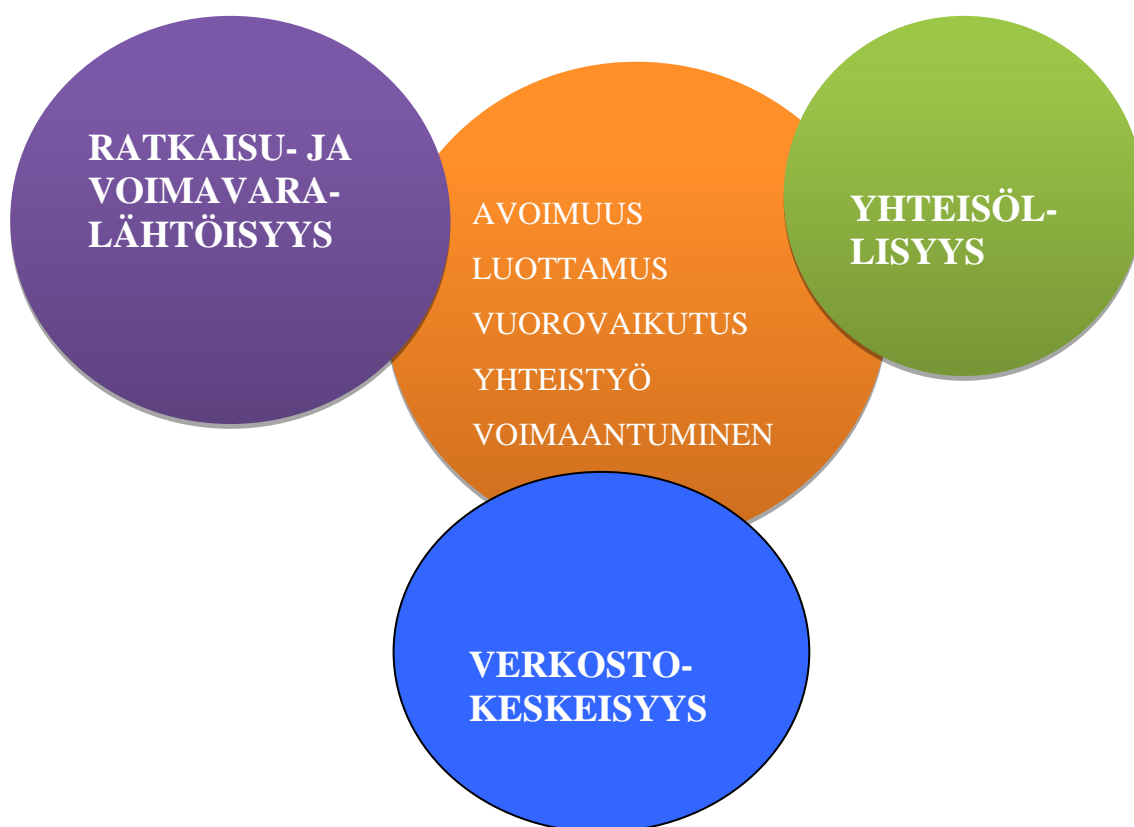 RATKAISU- JA
VOIMAVARA-
LÄHTÖISYYS
AVOIMUUS
LUOTTAMUS
VUOROVAIKUTUS
YHTEISTYÖ
VOIMAANTUMINEN
YHTEISÖL-
LISYYS
VERKOSTO-
KESKEISYYS